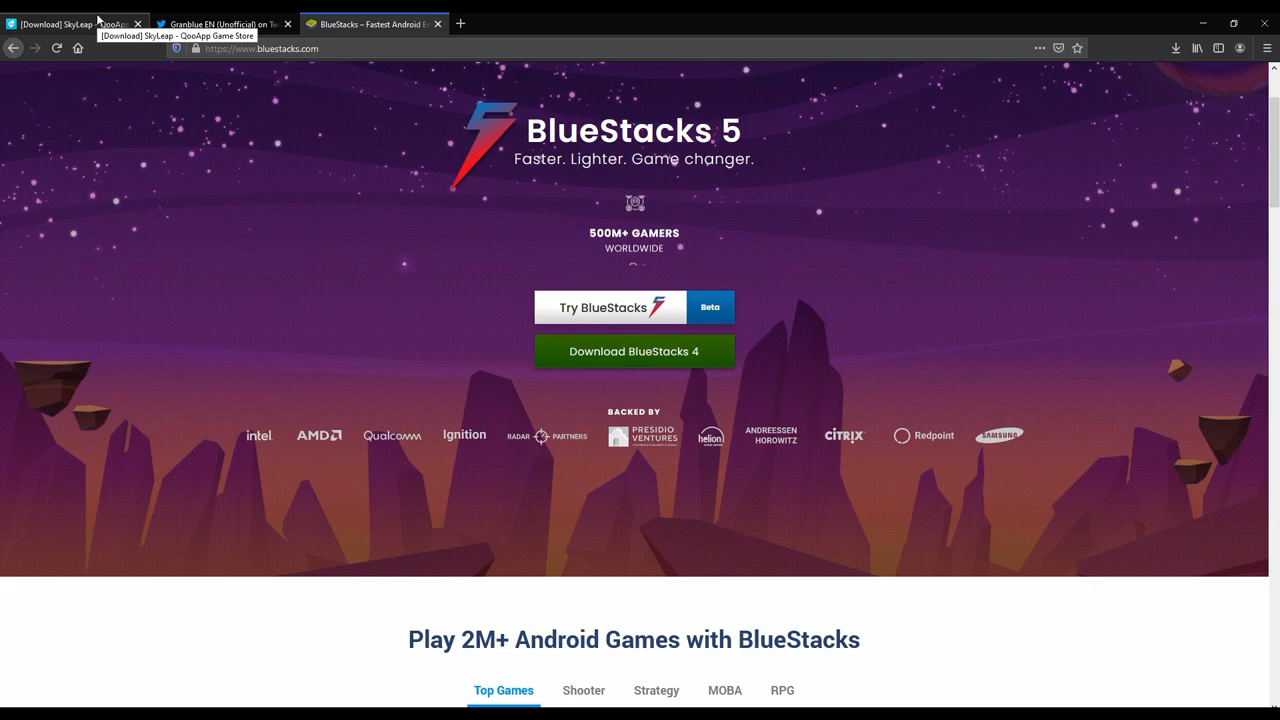 [Download] SkyLeap - QooApp
Granblue EN (Unofficial) on Tw
BlueStacks – Fastest Android E
[Download] SkyLeap - QooApp Game Store
https://www.bluestacks.com
BlueStacks 5
Faster. Lighter. Game changer.
500M+ GAMERS
WORLDWIDE
Try BlueStacks 5
Beta
Download BlueStacks 4
BACKED BY
intel
AMD
Qualcomm
Ignition
RADAR PARTNERS
PRESIDIO
VENTURES
helion
ANDREESSEN
HOROWITZ
CITRIX
Redpoint
SAMSUNG
Play 2M+ Android Games with BlueStacks
Top Games
Shooter
Strategy
MOBA
RPG